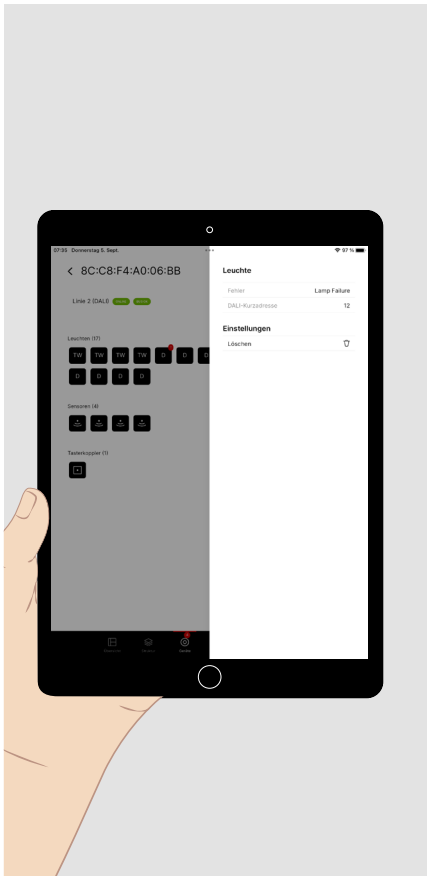 07:35 Donnerstag 5. Sept.
97 %
8C:C8:F4:A0:06:BB
Linie 2 (DALI)
Leuchten (17)
TW TW TW TW D D D
D D D D
Sensoren (4)
Tasterkoppler (1)
Leuchte
Fehler Lamp Failure
DALI-Kurzadresse 12
Einstellungen
Löschen